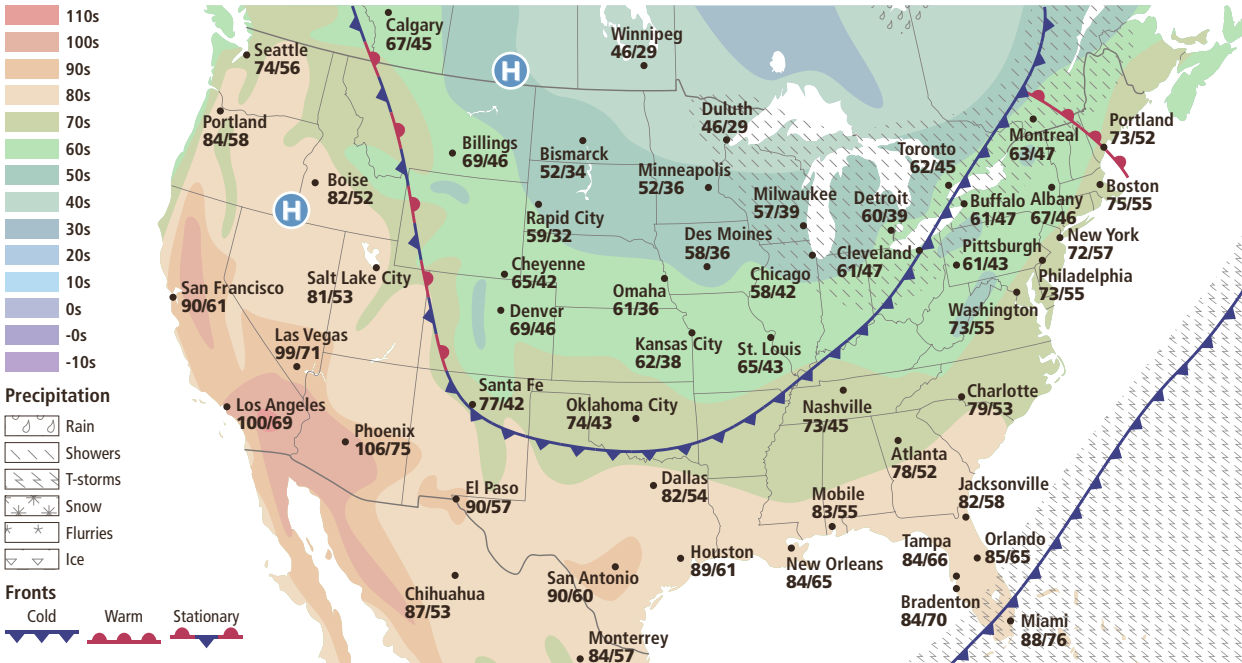 110s
100s
90s
80s
70s
60s
50s
40s
30s
20s
10s
0s
-0s
-10s
Precipitation
Rain
Showers
T-storms
Snow
Flurries
Ice
Fronts
Cold
Warm
Stationary
Calgary
67/45
Winnipeg
46/29
Seattle
74/56
H
Portland
84/58
Billings
69/46
Bismarck
52/34
Duluth
46/29
Minneapolis
52/36
Toronto
62/45
Montreal
63/47
Portland
73/52
Boise
82/52
H
Rapid City
59/32
Milwaukee
57/39
Detroit
60/39
Buffalo
61/47
Albany
67/46
Boston
75/55
Des Moines
58/36
New York
72/57
Salt Lake City
81/53
Cheyenne
65/42
Omaha
61/36
Chicago
58/42
Cleveland
61/47
Pittsburgh
61/43
Philadelphia
73/55
San Francisco
90/61
Denver
69/46
Kansas City
62/38
St. Louis
65/43
Washington
73/55
Las Vegas
99/71
Santa Fe
77/42
Oklahoma City
74/43
Nashville
73/45
Charlotte
79/53
Los Angeles
100/69
Phoenix
106/75
Atlanta
78/52
El Paso
90/57
Dallas
82/54
Mobile
83/55
Jacksonville
82/58
Chihuahua
87/53
San Antonio
90/60
Houston
89/61
New Orleans
84/65
Tampa
84/66
Orlando
85/65
Bradenton
84/70
Miami
88/76
Monterrey
84/57